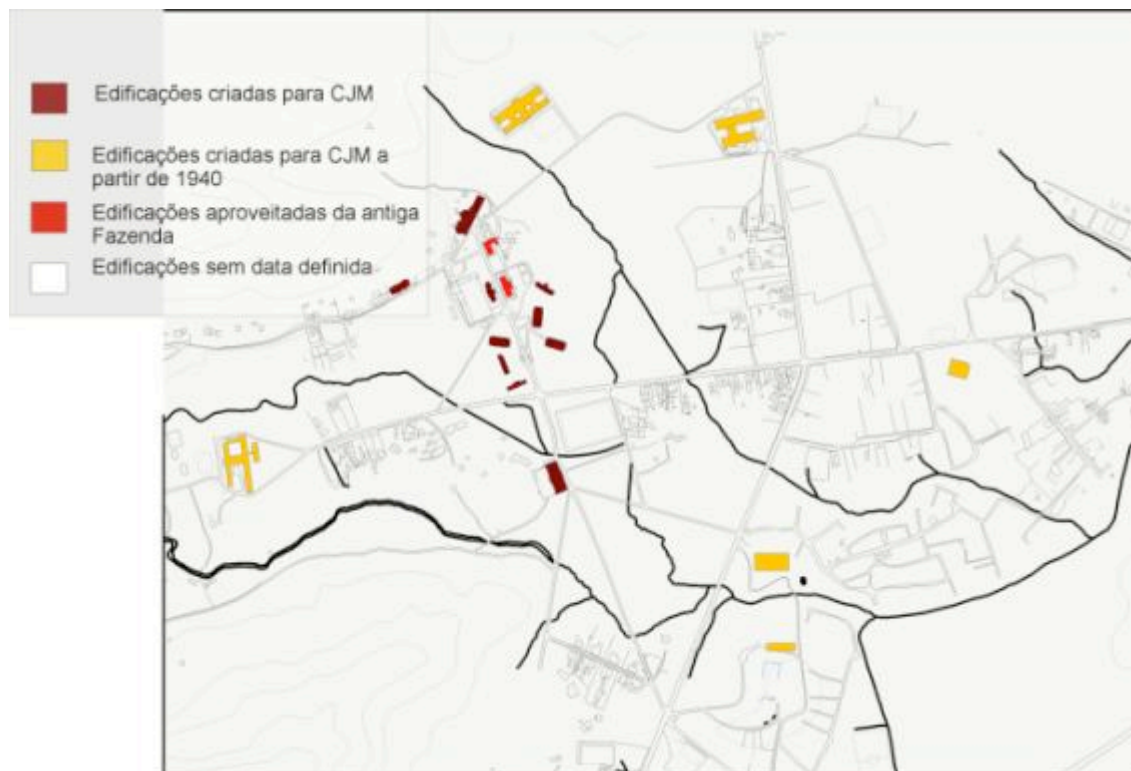 Edificações criadas para CJM
Edificações criadas para CJM a
partir de 1940
Edificações aproveitadas da antiga
Fazenda
Edificações sem data definida